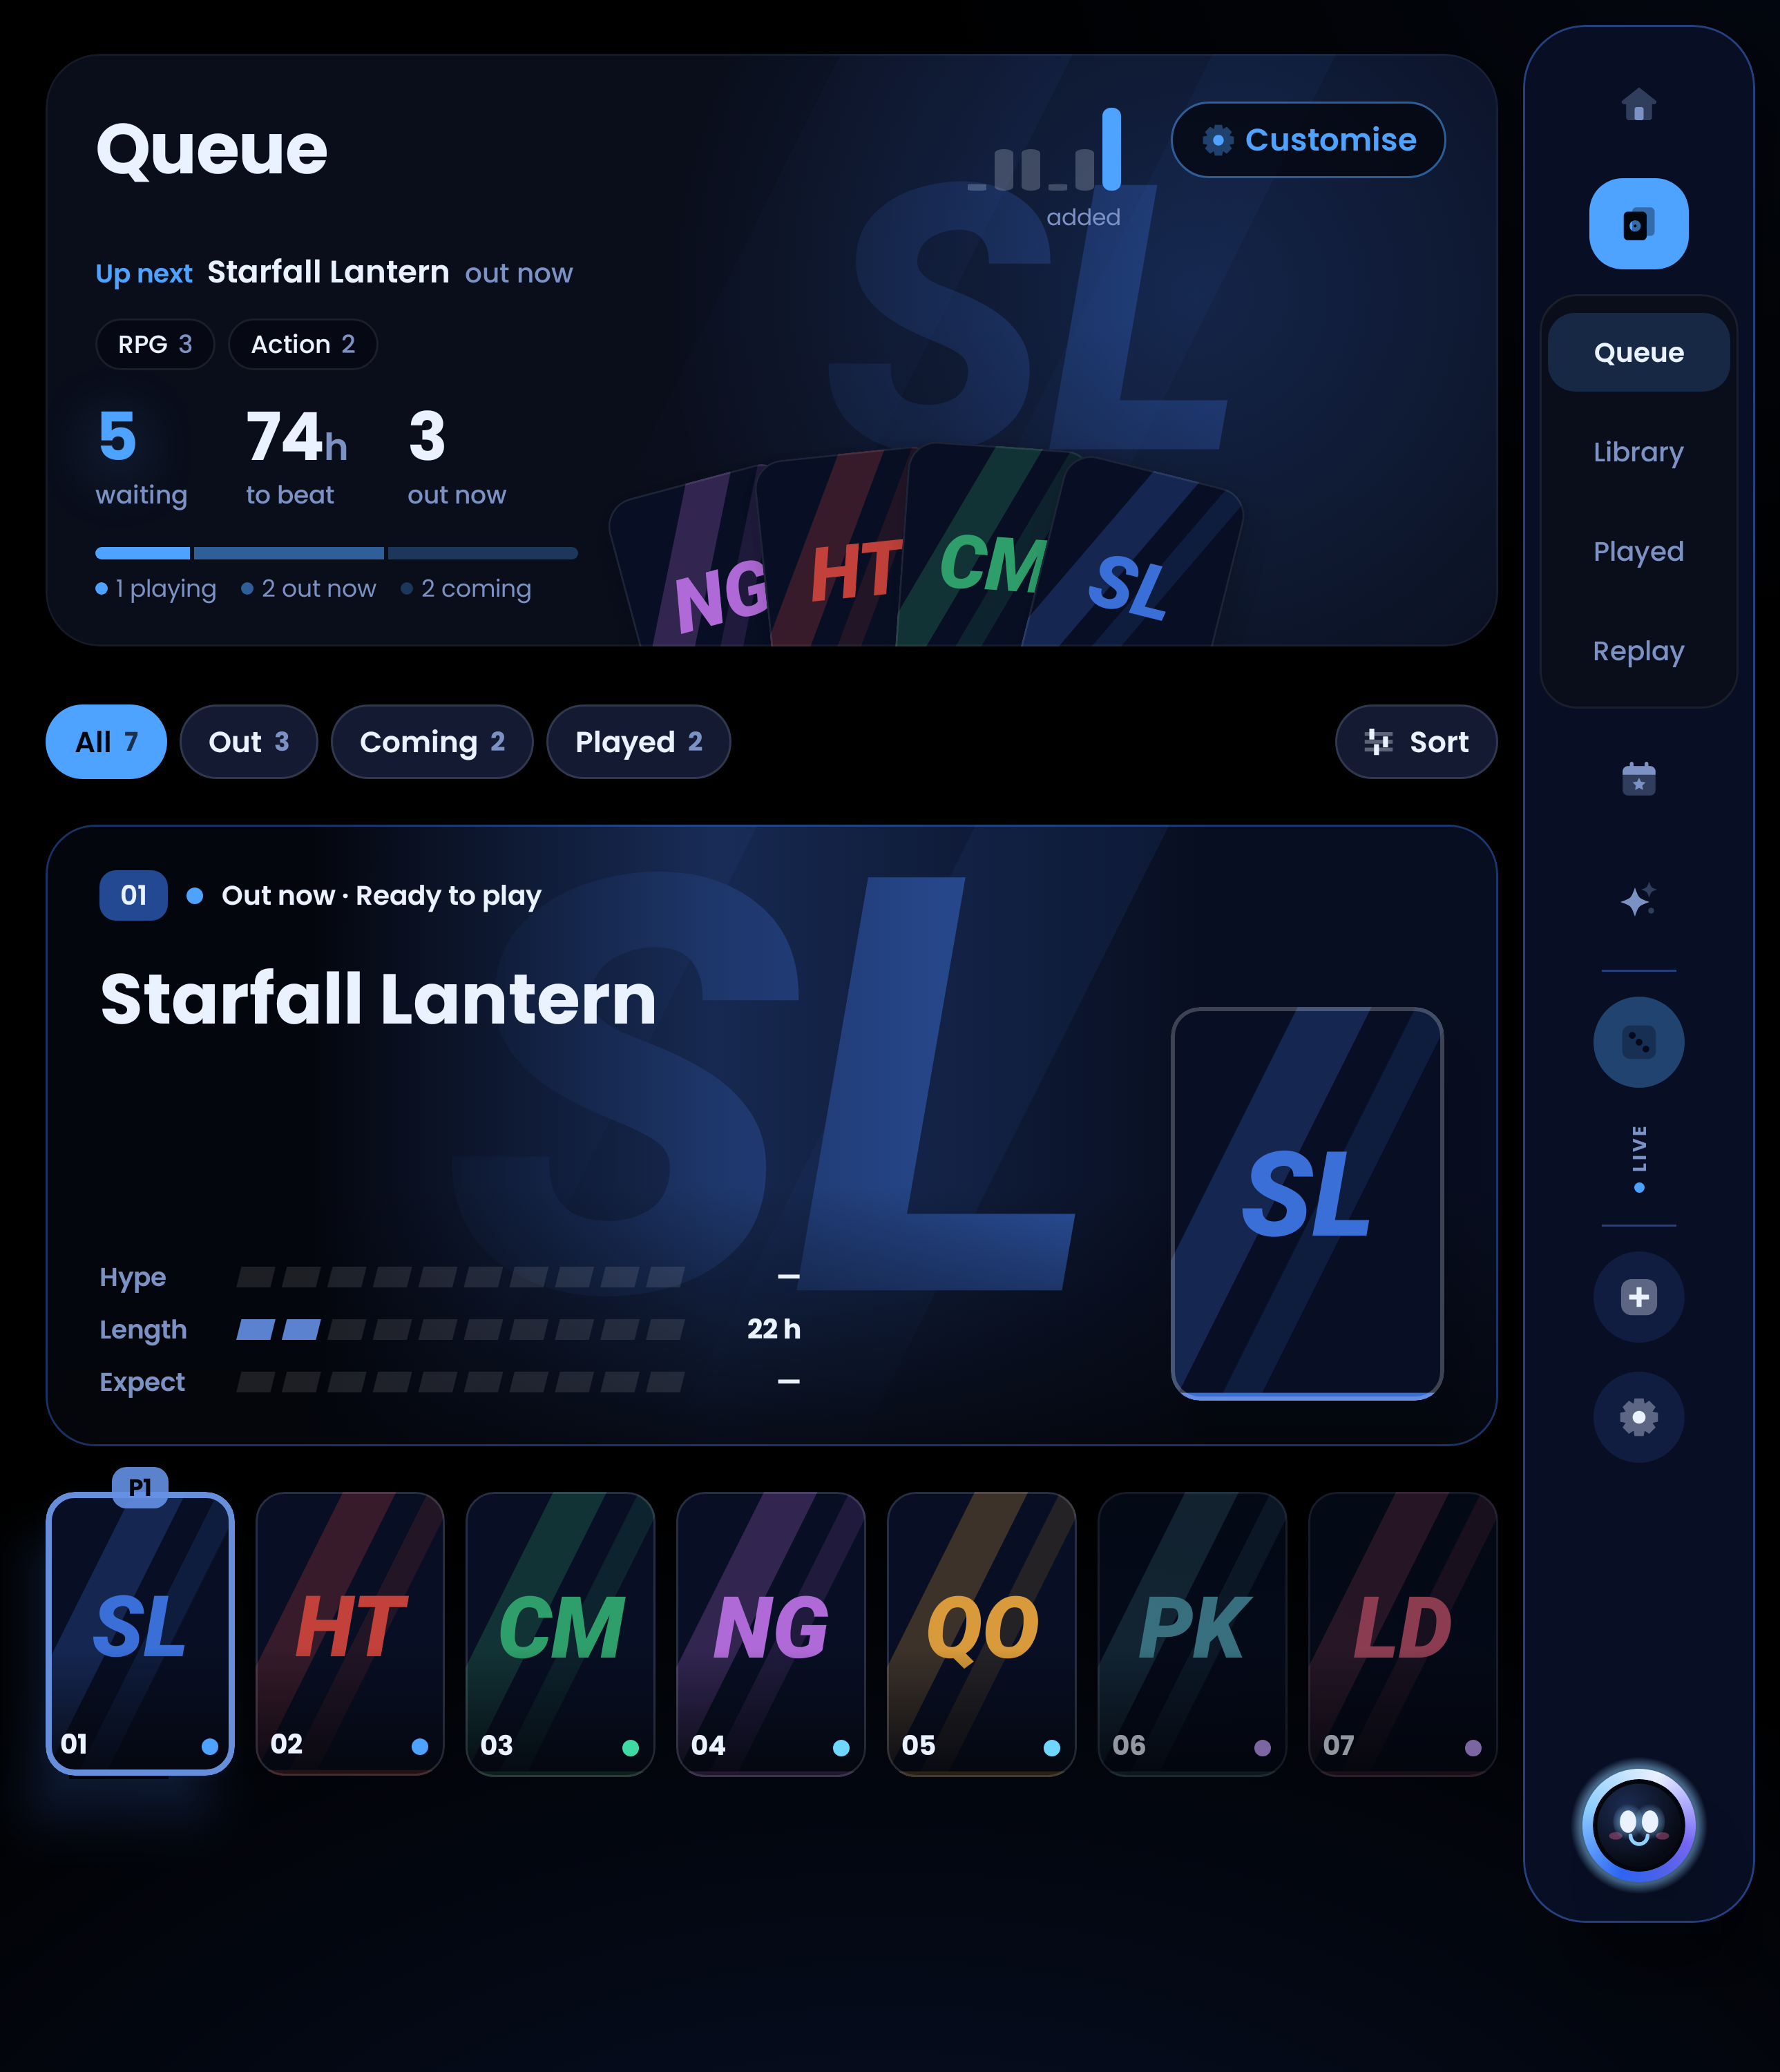 Queue
Customise
added
SL
Up next Starfall Lantern out now
RPG 3 Action 2
5 74h 3
waiting to beat out now
1 playing 2 out now 2 coming
NG HT CM SL
All 7 Out 3 Coming 2 Played 2 Sort
01 Out now · Ready to play
Starfall Lantern
SL
SL
Hype —
Length 22 h
Expect —
P1
SL HT CM NG QO PK LD
01 02 03 04 05 06 07
Queue
Library
Played
Replay
LIVE